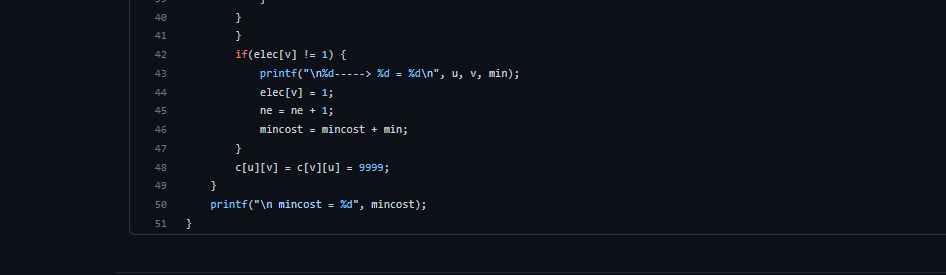 40 }
41 }
42 if(elec[v] != 1) {
43 printf("\n%d-----> %d = %d\n", u, v, min);
44 elec[v] = 1;
45 ne = ne + 1;
46 mincost = mincost + min;
47 }
48 c[u][v] = c[v][u] = 9999;
49 }
50 printf("\n mincost = %d", mincost);
51 }